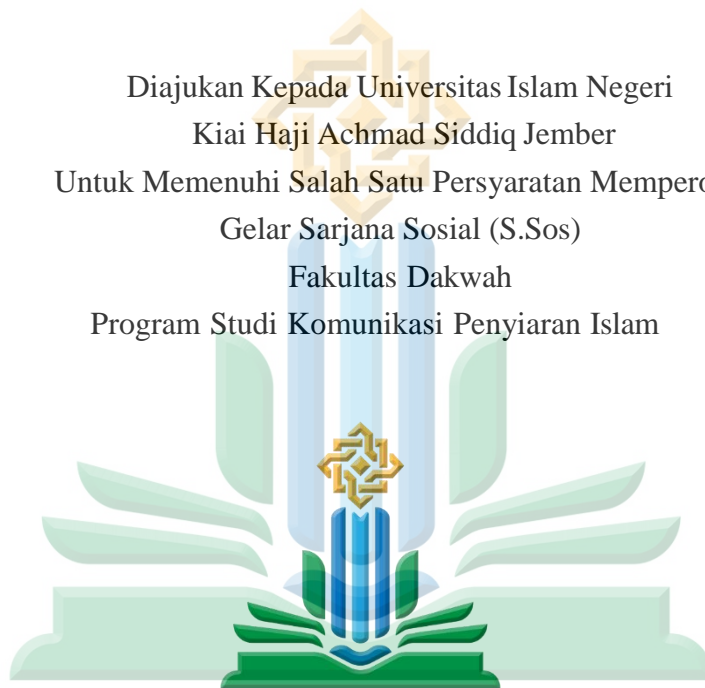 Diajukan Kepada Universitas Islam Negeri
Kiai Haji Achmad Siddiq Jember
Untuk Memenuhi Salah Satu Persyaratan
Gelar Sarjana Sosial (S.Sos)
Fakultas Dakwah
Program Studi Komunikasi Penyiaran Islam